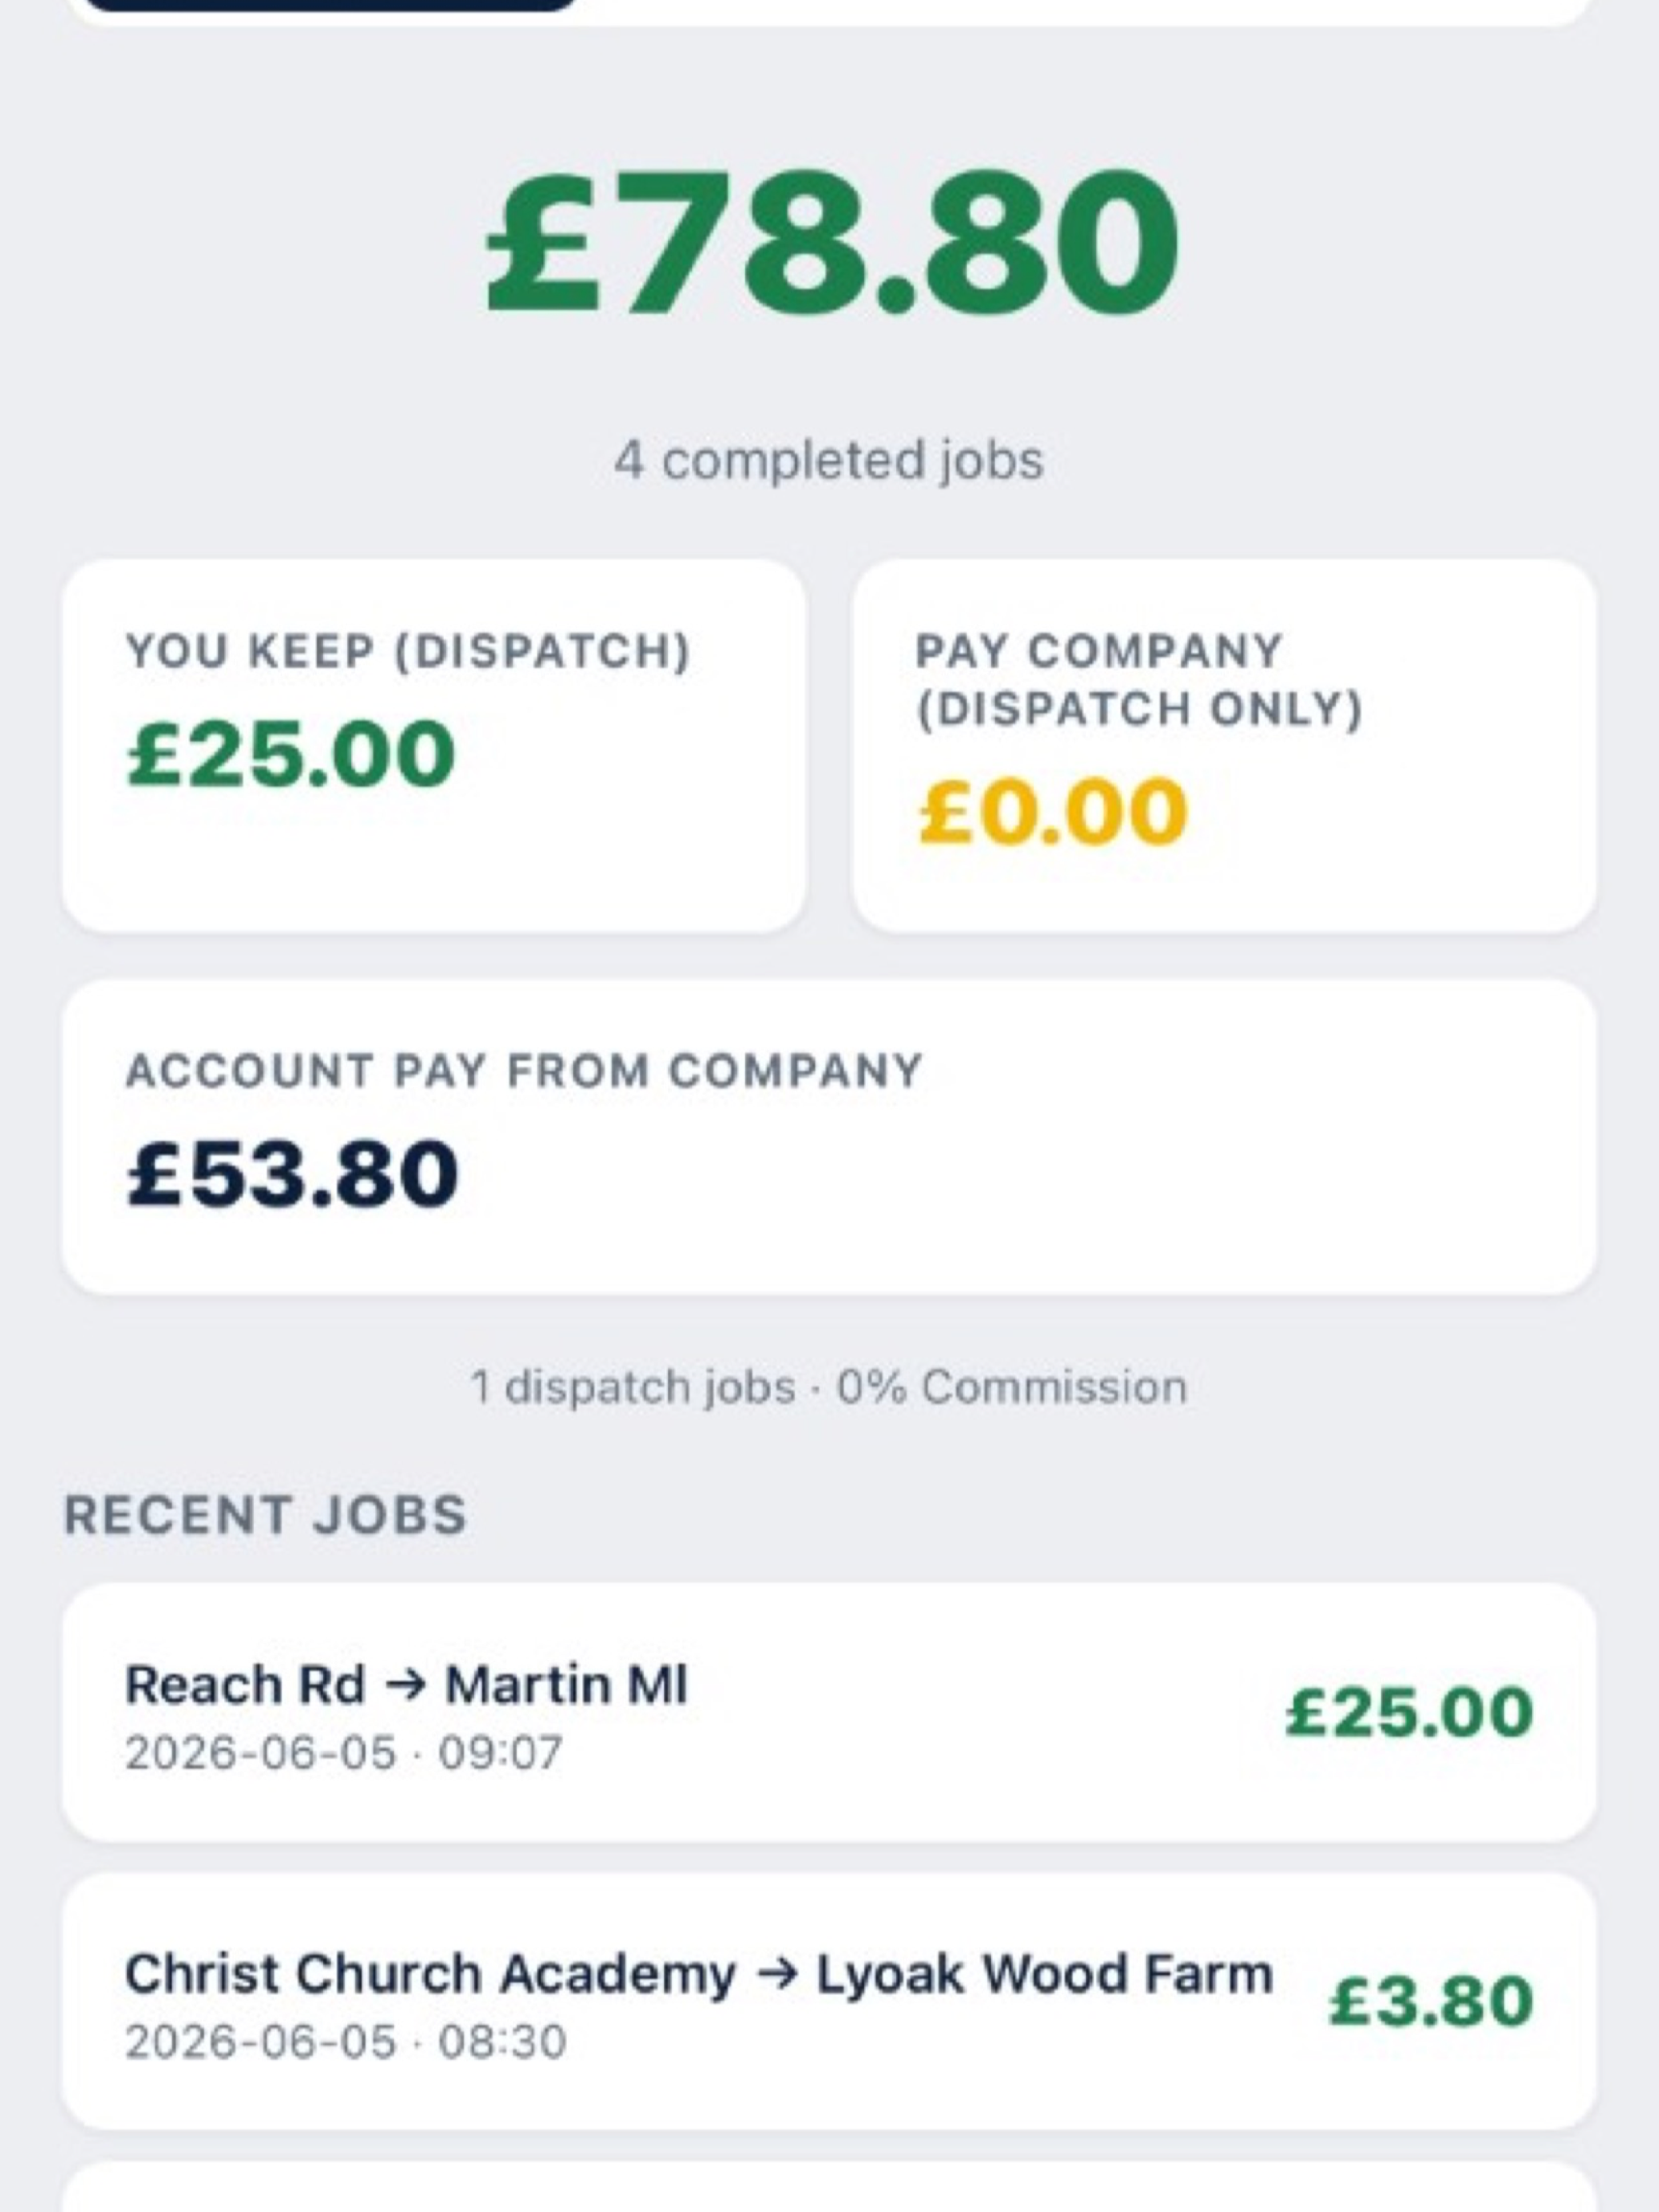 £78.80
4 completed jobs
YOU KEEP (DISPATCH)
£25.00
PAY COMPANY
(DISPATCH ONLY)
£0.00
ACCOUNT PAY FROM COMPANY
£53.80
1 dispatch jobs · 0% Commission
RECENT JOBS
Reach Rd → Martin Ml
2026-06-05 · 09:07
£25.00
Christ Church Academy → Lyoak Wood Farm
2026-06-05 · 08:30
£3.80